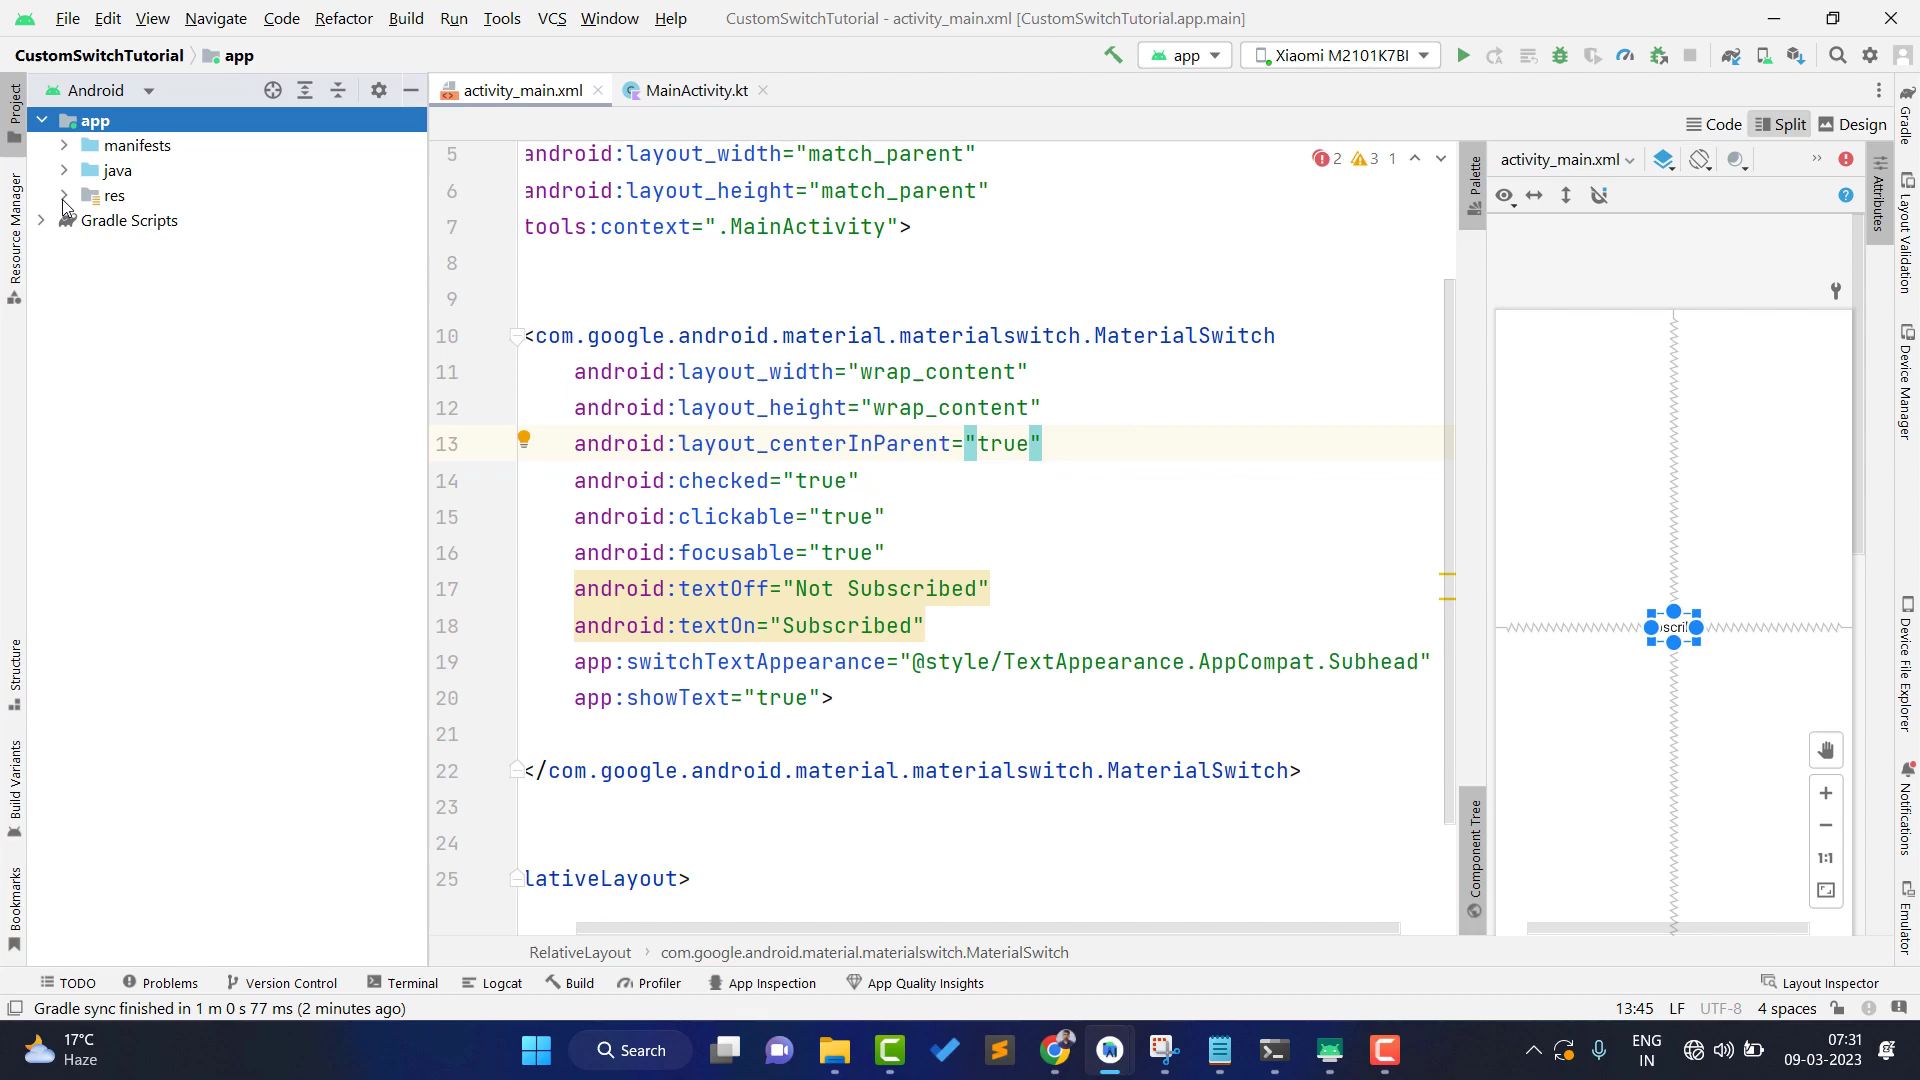 File Edit View Navigate Code Refactor Build Run Tools VCS Window Help CustomSwitchTutorial - activity_main.xml [CustomSwitchTutorial.app.main]
CustomSwitchTutorial app app Xiaomi M2101K7BI
Android activity_main.xml MainActivity.kt
Project
Resource Manager
Structure
Build Variants
Bookmarks
app
manifests
java
res
Gradle Scripts
Code Split Design
5 android:layout_width="match_parent"
6 android:layout_height="match_parent"
7 tools:context=".MainActivity">
8
9
10 <com.google.android.material.materialswitch.MaterialSwitch
11 android:layout_width="wrap_content"
12 android:layout_height="wrap_content"
13 android:layout_centerInParent="true"
14 android:checked="true"
15 android:clickable="true"
16 android:focusable="true"
17 android:textOff="Not Subscribed"
18 android:textOn="Subscribed"
19 app:switchTextAppearance="@style/TextAppearance.AppCompat.Subhead"
20 app:showText="true">
21
22 </com.google.android.material.materialswitch.MaterialSwitch>
23
24
25 lativeLayout>
2 3 1
Palette
Component Tree
activity_main.xml
?
1:1
Attributes
Gradle
Layout Validation
Device Manager
Device File Explorer
Notifications
Emulator
RelativeLayout com.google.android.material.materialswitch.MaterialSwitch
TODO Problems Version Control Terminal Logcat Build Profiler App Inspection App Quality Insights Layout Inspector
Gradle sync finished in 1 m 0 s 77 ms (2 minutes ago) 13:45 LF UTF-8 4 spaces
17°C
Haze
Search
ENG
IN
07:31
09-03-2023